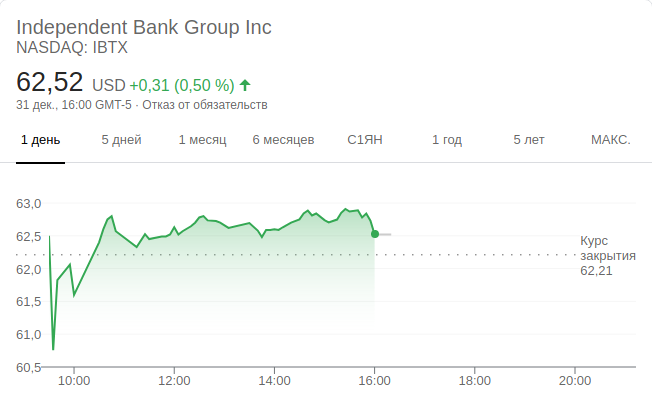 Independent Bank Group Inc
NASDAQ: IBTX
62,52 USD +0,31 (0,50 %)
31 дек., 16:00 GMT-5 · Отказ от обязательств
1 день 5 дней 1 месяц 6 месяцев С1ЯН 1 год 5 лет МАКС.
63,0
62,5
62,0
61,5
61,0
60,5
Курс
закрытия
62,21
10:00 12:00 14:00 16:00 18:00 20:00